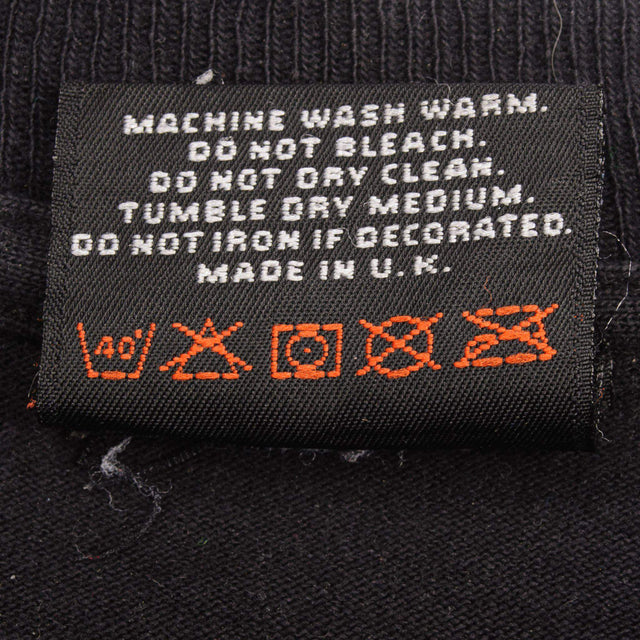 MACHINE WASH WARM.
DO NOT BLEACH.
DO NOT DRY CLEAN.
TUMBLE DRY MEDIUM.
DO NOT IRON IF DECORATED.
MADE IN U.K.
40°